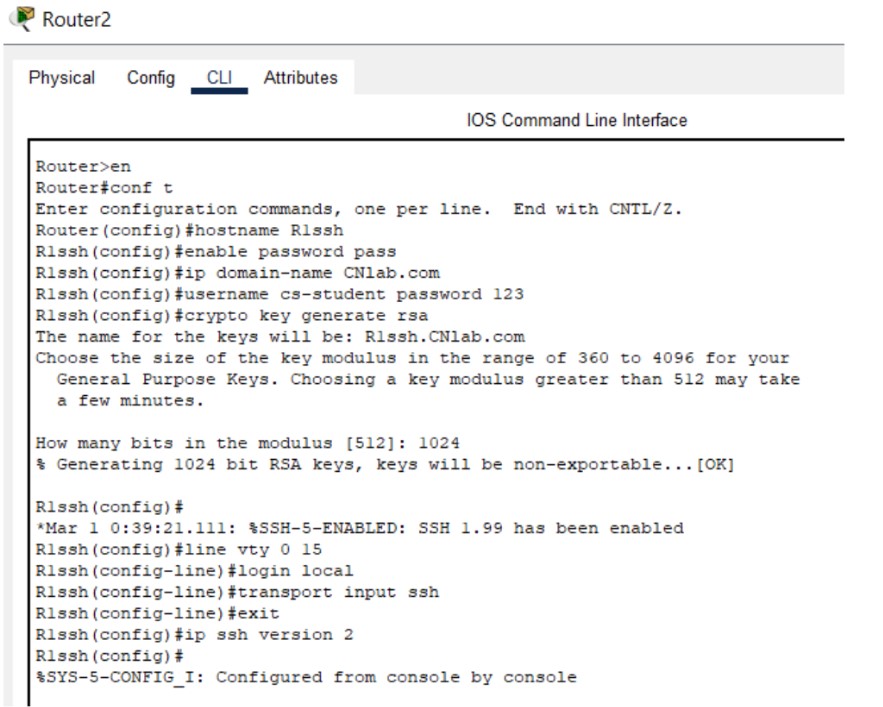 Router2
Physical Config CLI Attributes
IOS Command Line Interface
Router>en
Router#conf t
Enter configuration commands, one per line.  End with CNTL/Z.
Router(config)#hostname R1ssh
R1ssh(config)#enable password pass
R1ssh(config)#ip domain-name CNlab.com
R1ssh(config)#username cs-student password 123
R1ssh(config)#crypto key generate rsa
The name for the keys will be: R1ssh.CNlab.com
Choose the size of the key modulus in the range of 360 to 4096 for your
  General Purpose Keys. Choosing a key modulus greater than 512 may take
  a few minutes.
How many bits in the modulus [512]: 1024
% Generating 1024 bit RSA keys, keys will be non-exportable...[OK]
R1ssh(config)#
*Mar 1 0:39:21.111: %SSH-5-ENABLED: SSH 1.99 has been enabled
R1ssh(config)#line vty 0 15
R1ssh(config-line)#login local
R1ssh(config-line)#transport input ssh
R1ssh(config-line)#exit
R1ssh(config)#ip ssh version 2
R1ssh(config)#
%SYS-5-CONFIG_I: Configured from console by console